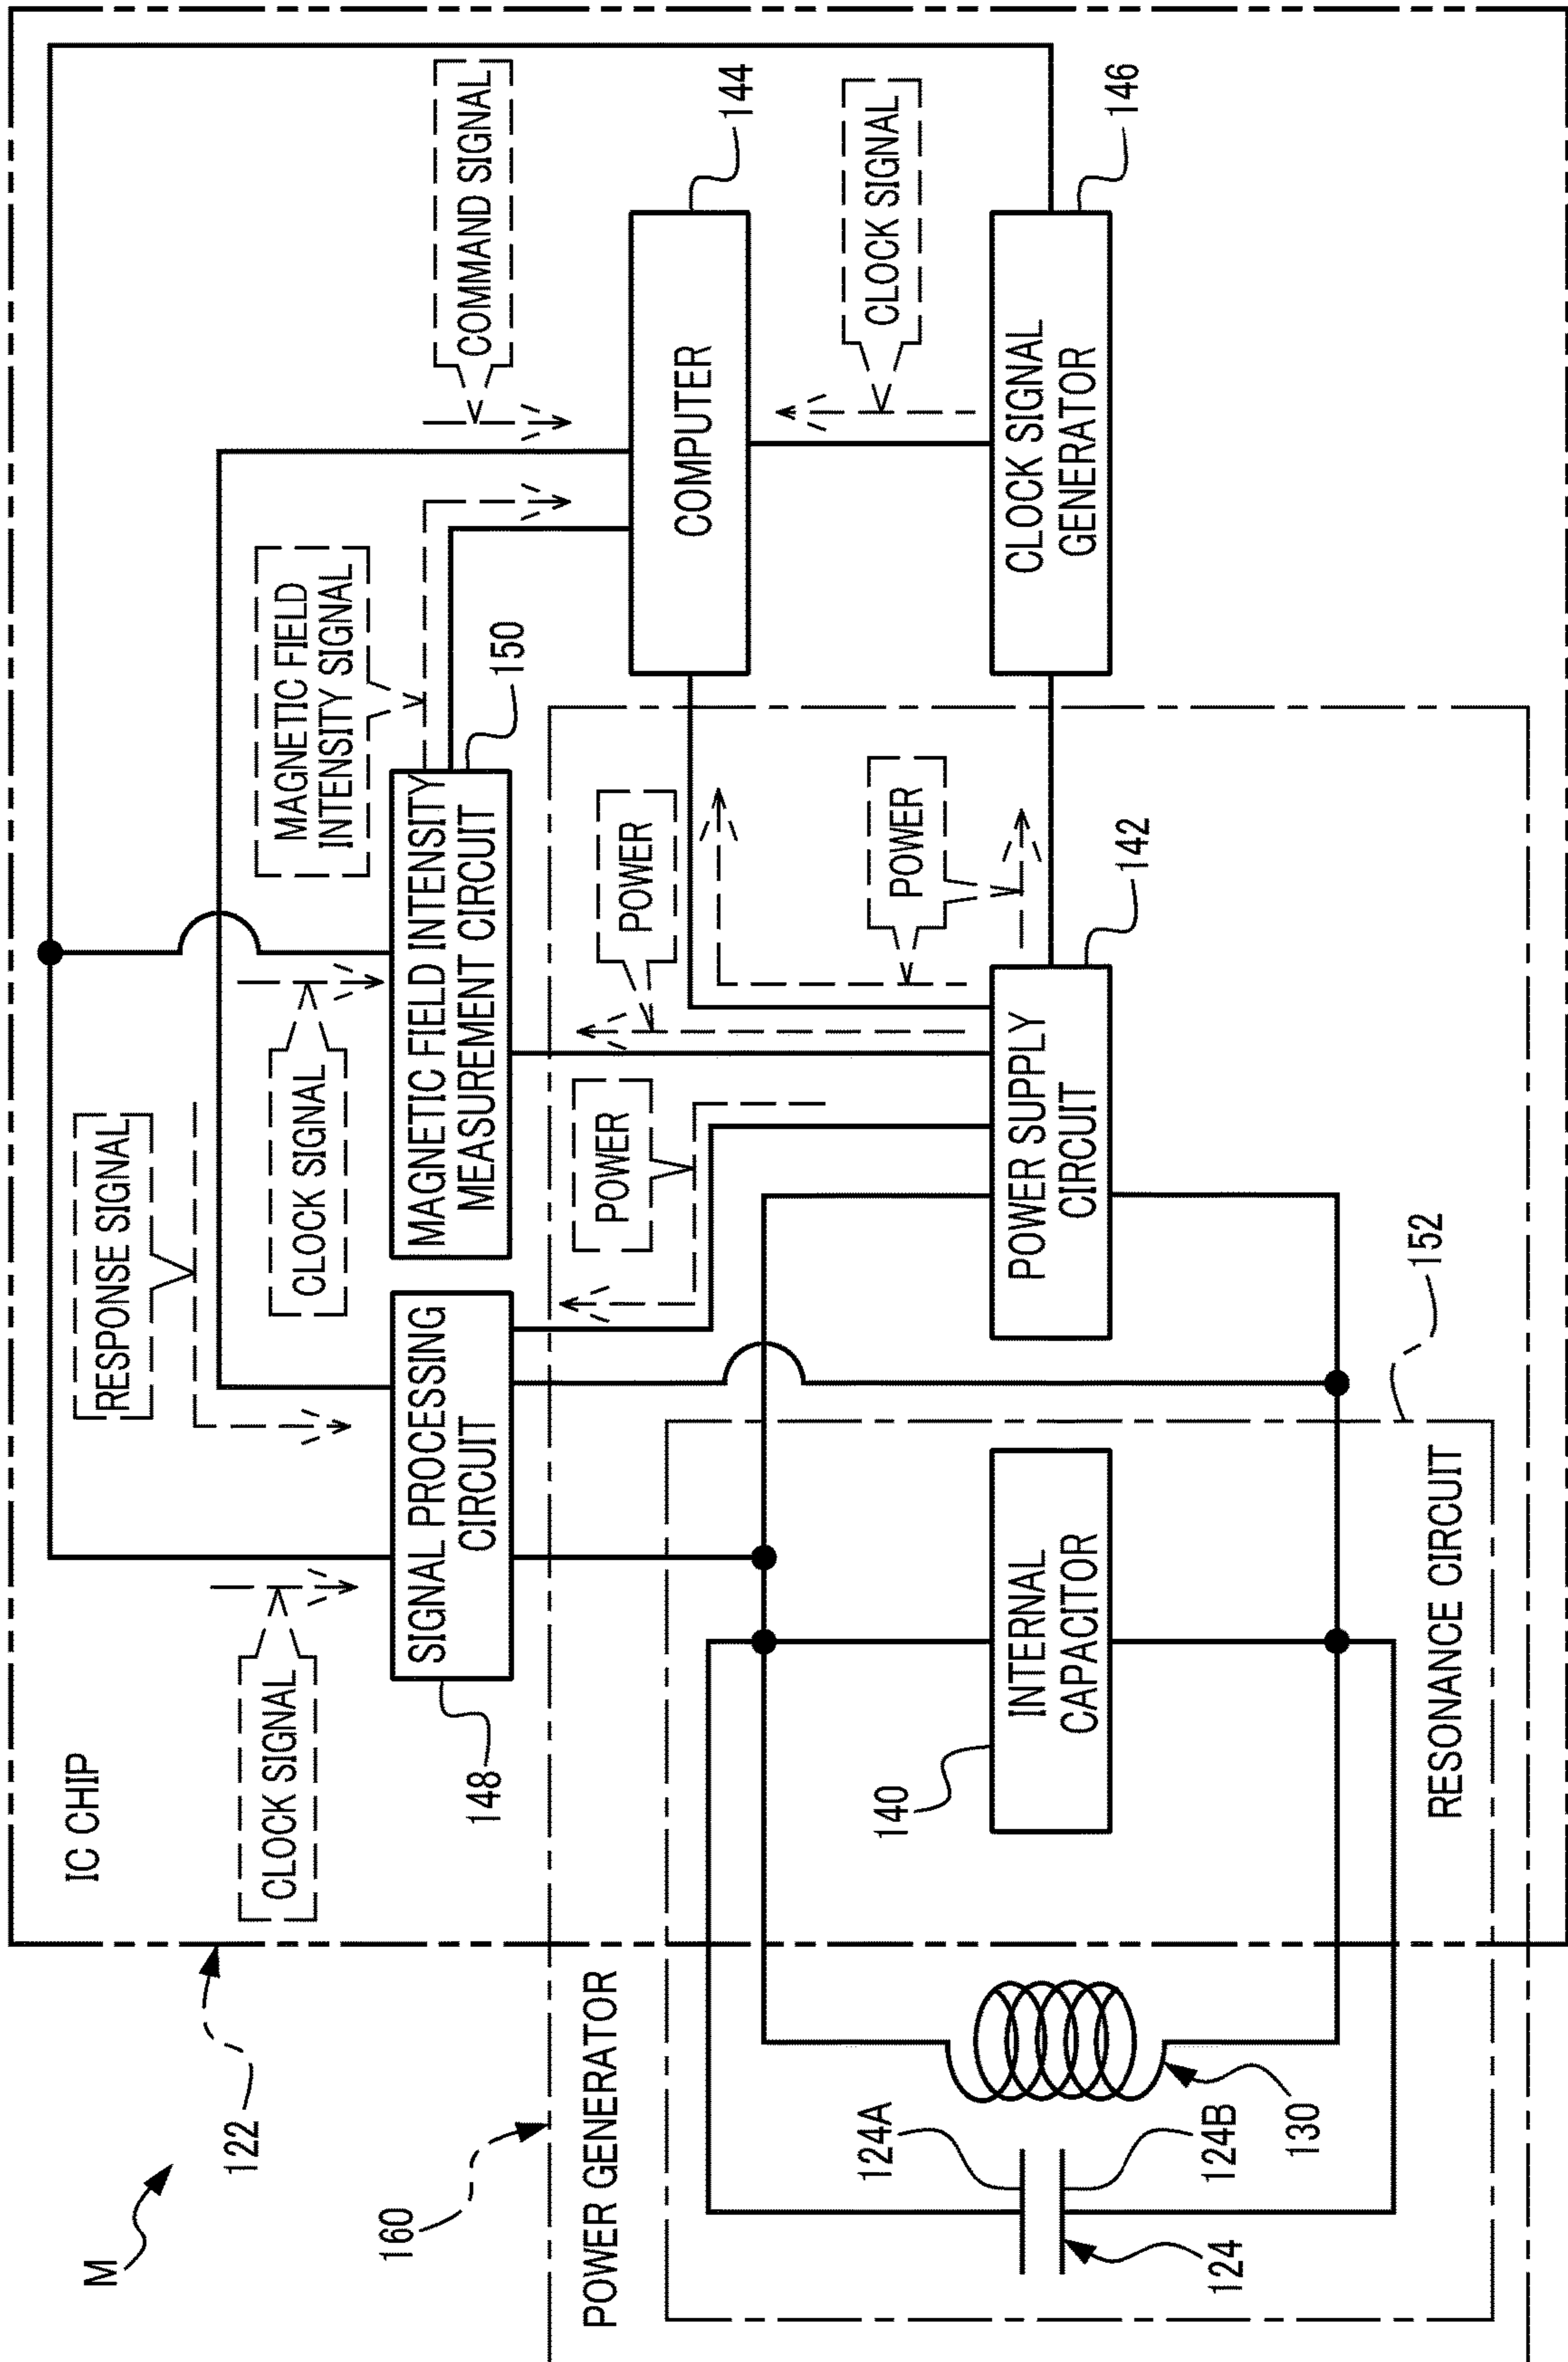 M
122
IC CHIP
CLOCK SIGNAL
RESPONSE SIGNAL
CLOCK SIGNAL
MAGNETIC FIELD
INTENSITY SIGNAL
COMMAND SIGNAL
148
SIGNAL PROCESSING
CIRCUIT
MAGNETIC FIELD INTENSITY
MEASUREMENT CIRCUIT
150
160
POWER GENERATOR
POWER
POWER
COMPUTER
144
POWER
CLOCK SIGNAL
124A
124B
124
130
140
INTERNAL
CAPACITOR
POWER SUPPLY
CIRCUIT
142
CLOCK SIGNAL
GENERATOR
146
RESONANCE CIRCUIT
152